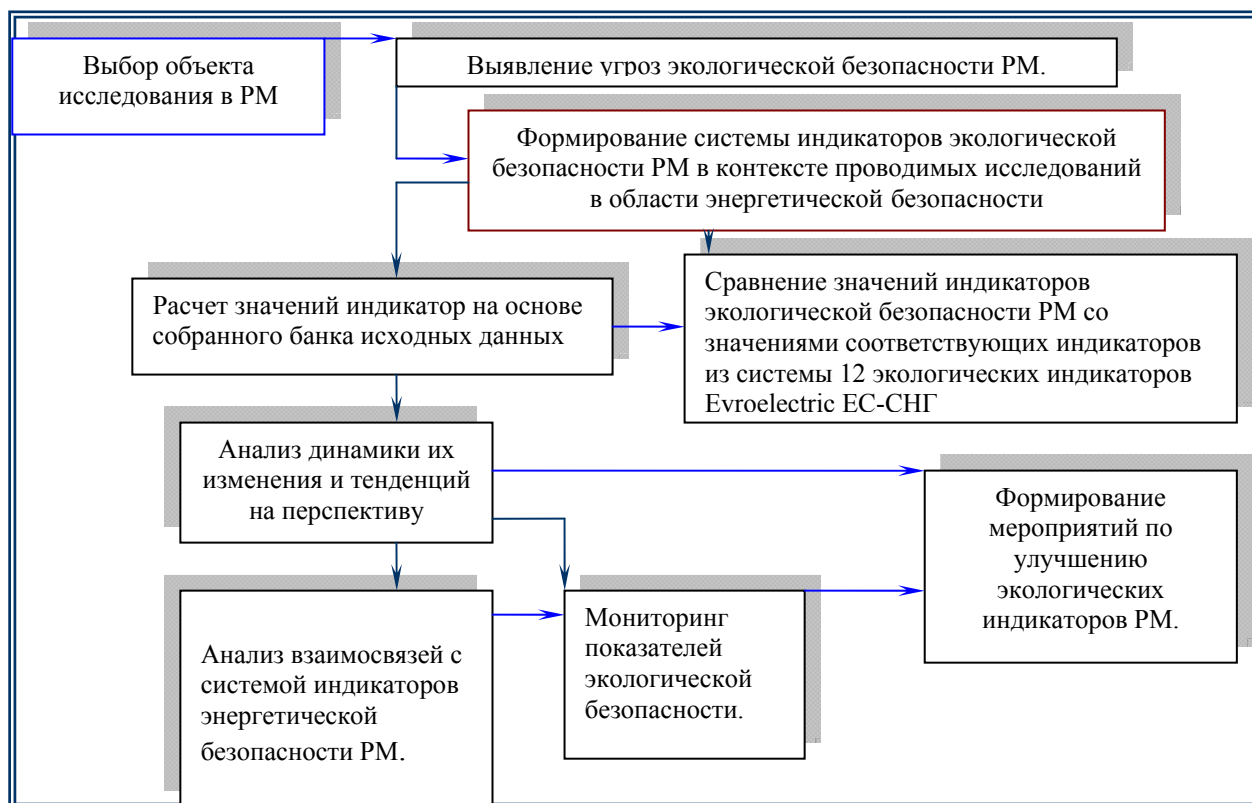 Выбор объекта
исследования в РМ
Выявление угроз экологической безопасности РМ.
Формирование системы индикаторов экологической
безопасности РМ в контексте проводимых исследований
в области энергетической безопасности
Расчет значений индикатор на основе
собранного банка исходных данных
Сравнение значений индикаторов
экологической безопасности РМ со
значениями соответствующих индикаторов
из системы 12 экологических индикаторов
Evroelectric ЕС-СНГ
Анализ динамики их
изменения и тенденций
на перспективу
Формирование
мероприятий по
улучшению
экологических
индикаторов РМ.
Анализ взаимосвязей с
системой индикаторов
энергетической
безопасности РМ.
Мониторинг
показателей
экологической
безопасности.